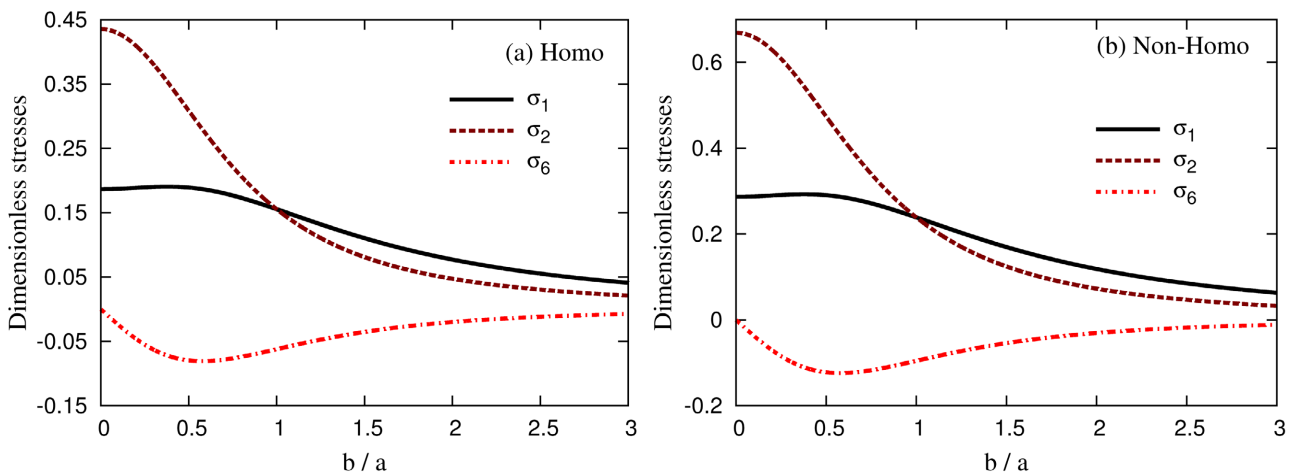 (a) Homo
Dimensionless stresses
0.45
0.35
0.25
0.15
0.05
-0.05
-0.15
σ1
σ2
σ6
0 0.5 1 1.5 2 2.5 3
b / a
(b) Non-Homo
Dimensionless stresses
0.6
0.4
0.2
0
-0.2
σ1
σ2
σ6
0 0.5 1 1.5 2 2.5 3
b / a